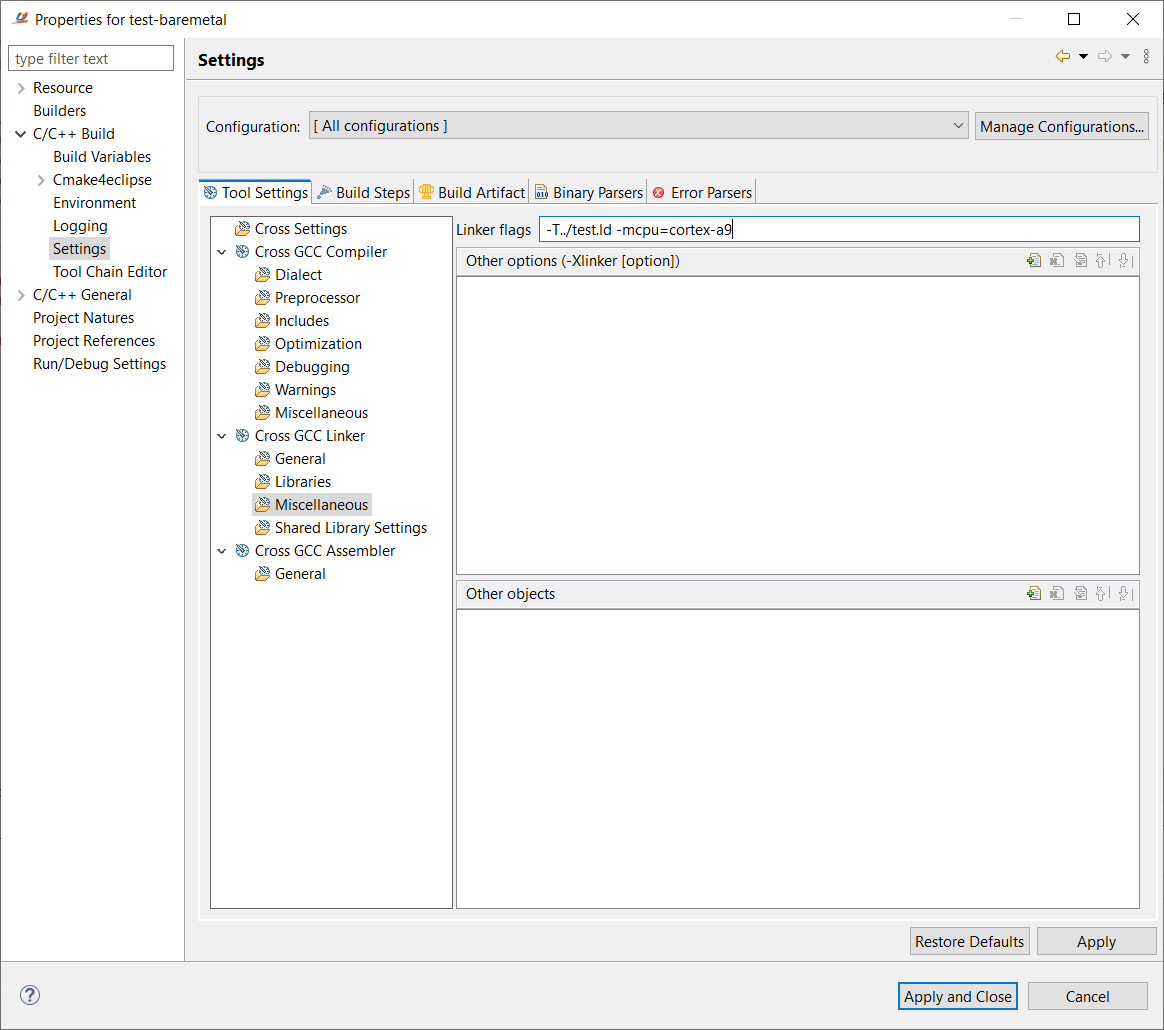 Properties for test-baremetal
type filter text
Resource
Builders
C/C++ Build
Build Variables
Cmake4eclipse
Environment
Logging
Settings
Tool Chain Editor
C/C++ General
Project Natures
Project References
Run/Debug Settings
Settings
Configuration: [ All configurations ] Manage Configurations...
Tool Settings Build Steps Build Artifact Binary Parsers Error Parsers
Cross Settings
Cross GCC Compiler
Dialect
Preprocessor
Includes
Optimization
Debugging
Warnings
Miscellaneous
Cross GCC Linker
General
Libraries
Miscellaneous
Shared Library Settings
Cross GCC Assembler
General
Linker flags -T../test.ld -mcpu=cortex-a9
Other options (-Xlinker [option])
Other objects
Restore Defaults Apply
? Apply and Close Cancel